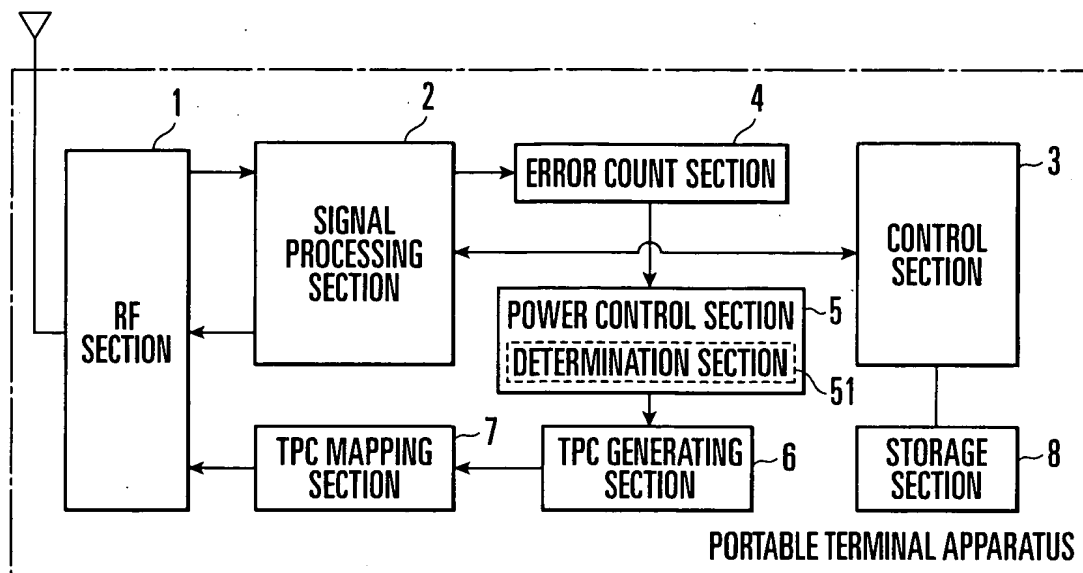 1
2
4
3
ERROR COUNT SECTION
SIGNAL
PROCESSING
SECTION
CONTROL
SECTION
RF
SECTION
POWER CONTROL SECTION
5
DETERMINATION SECTION
51
TPC MAPPING
SECTION
7
TPC GENERATING
SECTION
6
STORAGE
SECTION
8
PORTABLE TERMINAL APPARATUS